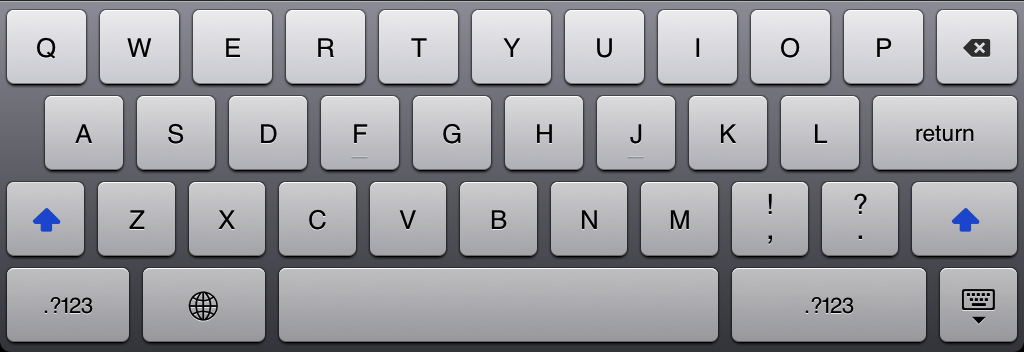 Q W E R T Y U I O P
A S D F G H J K L return
Z X C V B N M ! , ? .
.?123 .?123